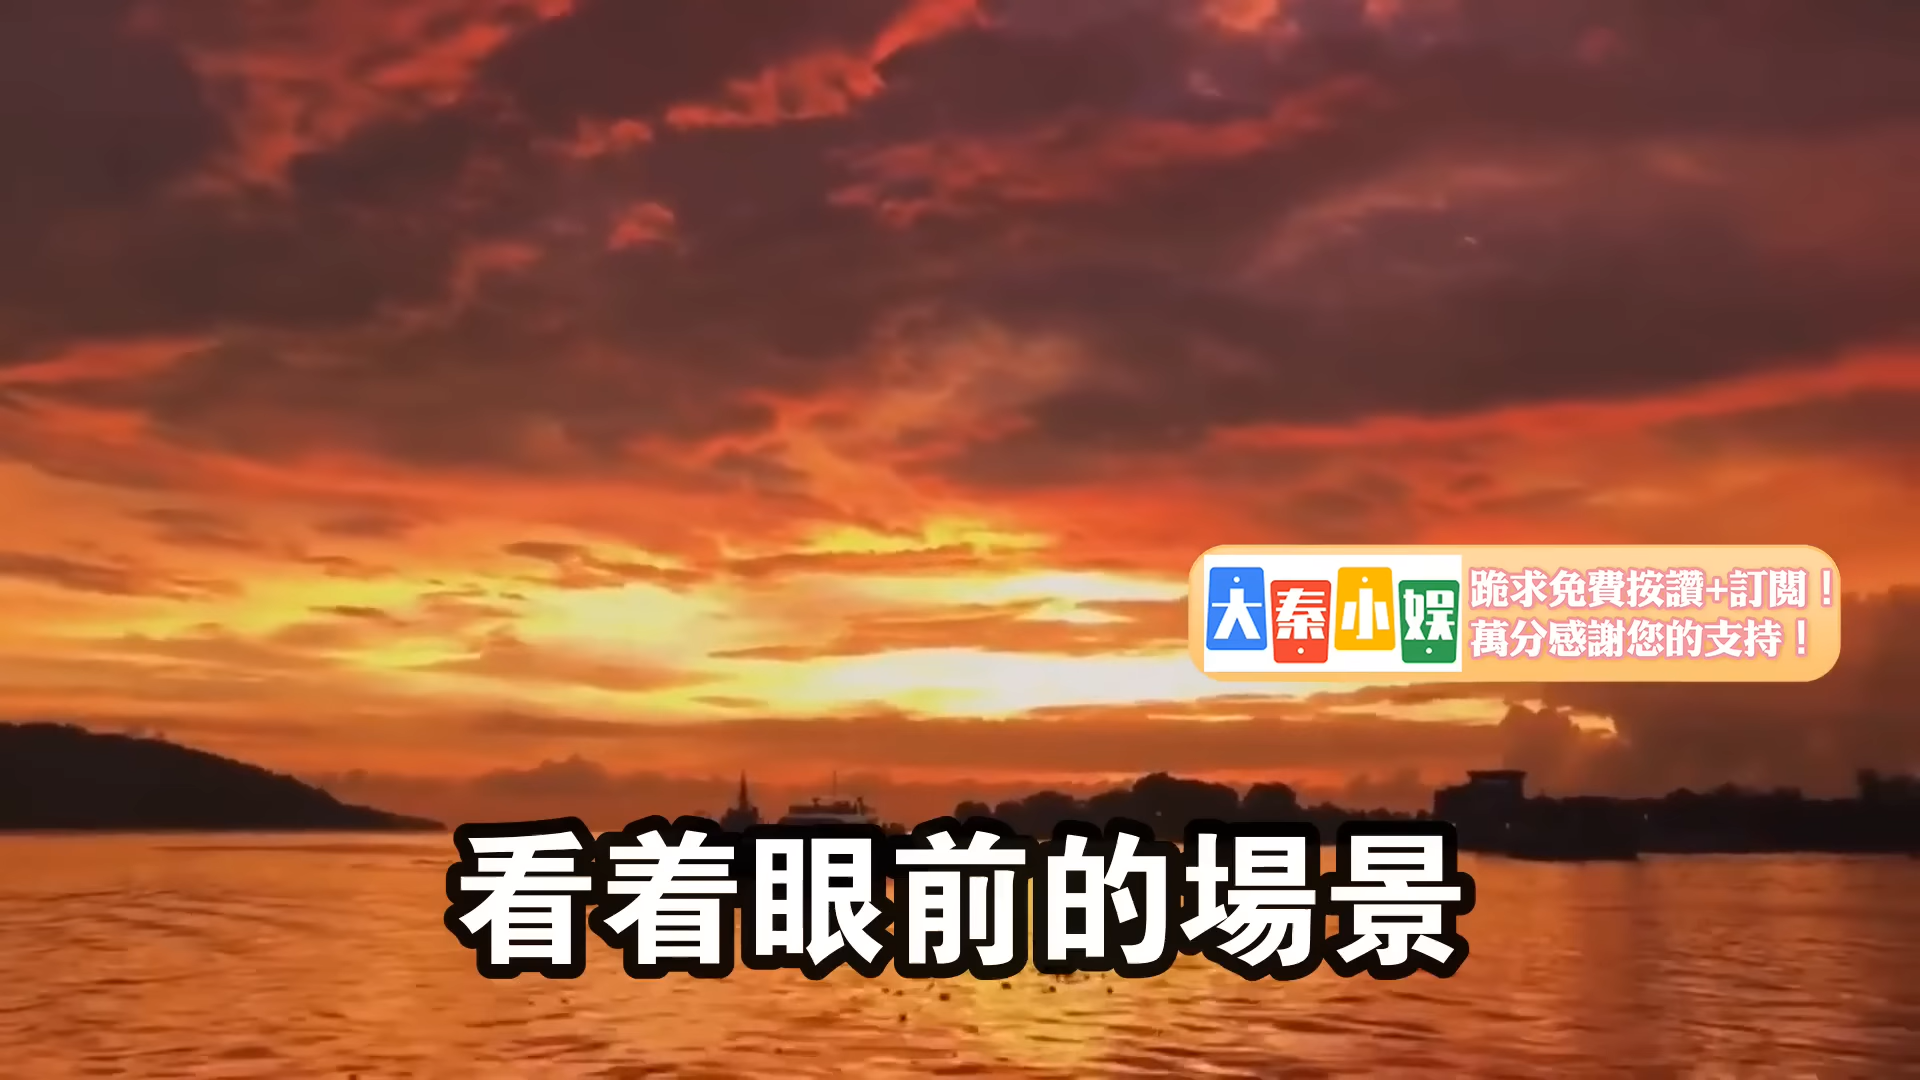 大秦小娱
跪求免費按讚+訂閱！
萬分感謝您的支持！
看着眼前的場景